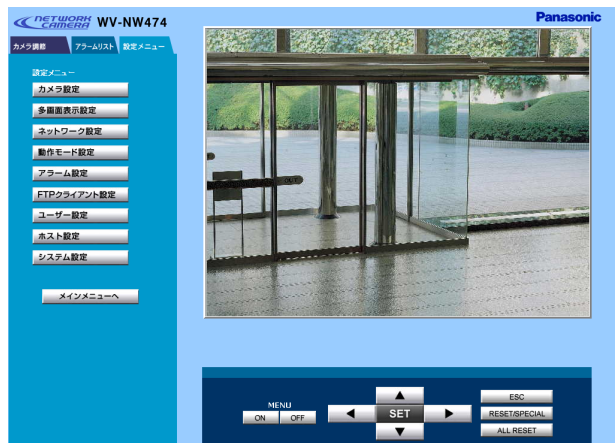 NETWORK CAMERA WV-NW474
Panasonic
カメラ調節 アラームリスト 設定メニュー
設定メニュー
カメラ設定
多画面表示設定
ネットワーク設定
動作モード設定
アラーム設定
FTPクライアント設定
ユーザー設定
ホスト設定
システム設定
メインメニューへ
OUT
MENU
ON OFF
SET
ESC
RESET/SPECIAL
ALL RESET